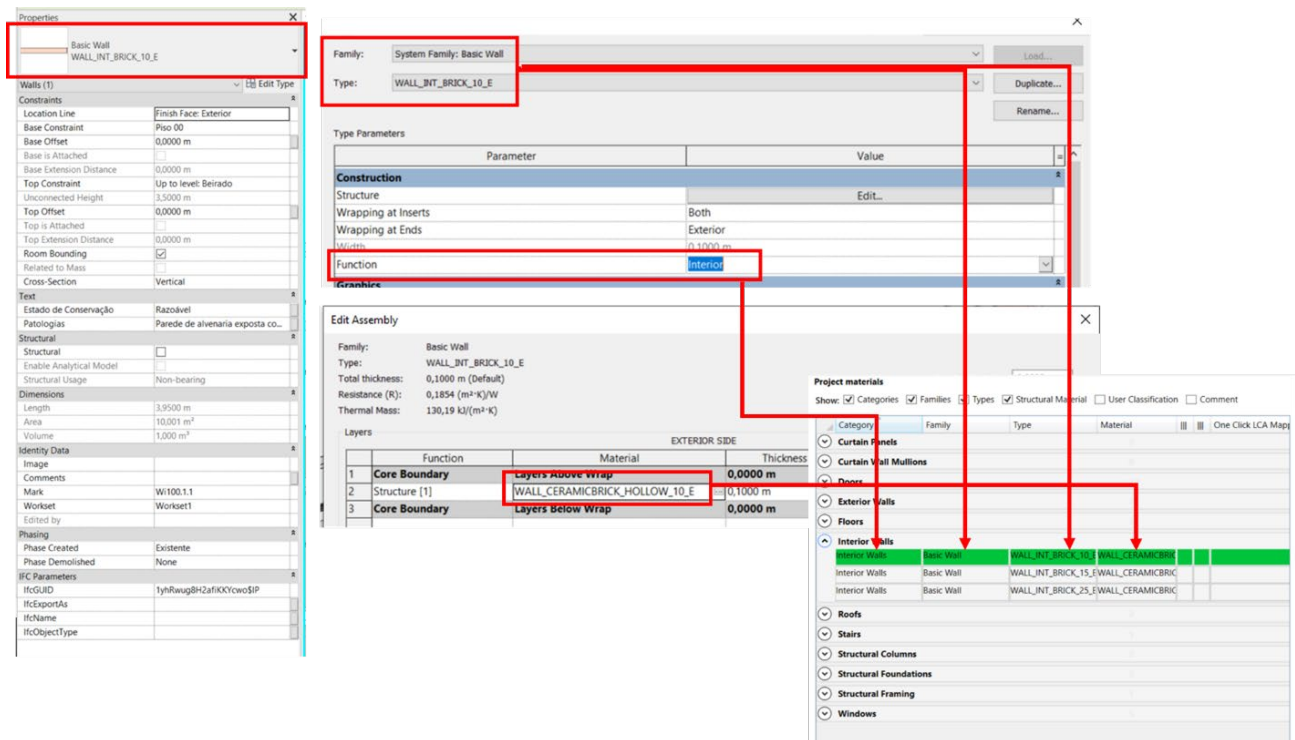 Properties
Basic Wall
WALL_INT_BRICK_10_E
Walls (1) Edit Type
Constraints
Location Line Finish Face: Exterior
Base Constraint Piso 00
Base Offset 0,0000 m
Base is Attached
Base Extension Distance 0,0000 m
Top Constraint Up to level: Beirado
Unconnected Height 3,5000 m
Top Offset 0,0000 m
Top is Attached
Top Extension Distance 0,0000 m
Room Bounding
Related to Mass
Cross-Section Vertical
Text
Estado de Conservação Razoável
Patologias Parede de alvenaria exposta co...
Structural
Structural
Enable Analytical Model
Structural Usage Non-bearing
Dimensions
Length 3,9500 m
Area 10,001 m²
Volume 1,000 m³
Identity Data
Image
Comments
Mark Wi100.1.1
Workset Workset1
Edited by
Phasing
Phase Created Existente
Phase Demolished None
IFC Parameters
IfcGUID 1yhRwug8H2afiKKYcwo$IP
IfcExportAs
IfcName
IfcObjectType
Family: System Family: Basic Wall Load...
Type: WALL_INT_BRICK_10_E Duplicate...
Rename...
Type Parameters
Parameter Value =
Construction
Structure Edit...
Wrapping at Inserts Both
Wrapping at Ends Exterior
Width 0.1000 m
Function Interior
Graphics
Edit Assembly
Family: Basic Wall
Type: WALL_INT_BRICK_10_E
Total thickness: 0,1000 m (Default)
Resistance (R): 0,1854 (m²·K)/W
Thermal Mass: 130,19 kJ/(m²·K)
Layers
EXTERIOR SIDE
Function Material Thickness
1 Core Boundary Layers Above Wrap 0,0000 m
2 Structure [1] WALL_CERAMICBRICK_HOLLOW_10_E 0,1000 m
3 Core Boundary Layers Below Wrap 0,0000 m
Project materials
Show: Categories Families Types Structural Material User Classification Comment
Category Family Type Material One Click LCA Mapp
Curtain Panels
Curtain Wall Mullions
Doors
Exterior Walls
Floors
Interior Walls
Interior Walls Basic Wall WALL_INT_BRICK_10_E WALL_CERAMICBRIC
Interior Walls Basic Wall WALL_INT_BRICK_15_E WALL_CERAMICBRIC
Interior Walls Basic Wall WALL_INT_BRICK_25_E WALL_CERAMICBRIC
Roofs
Stairs
Structural Columns
Structural Foundations
Structural Framing
Windows